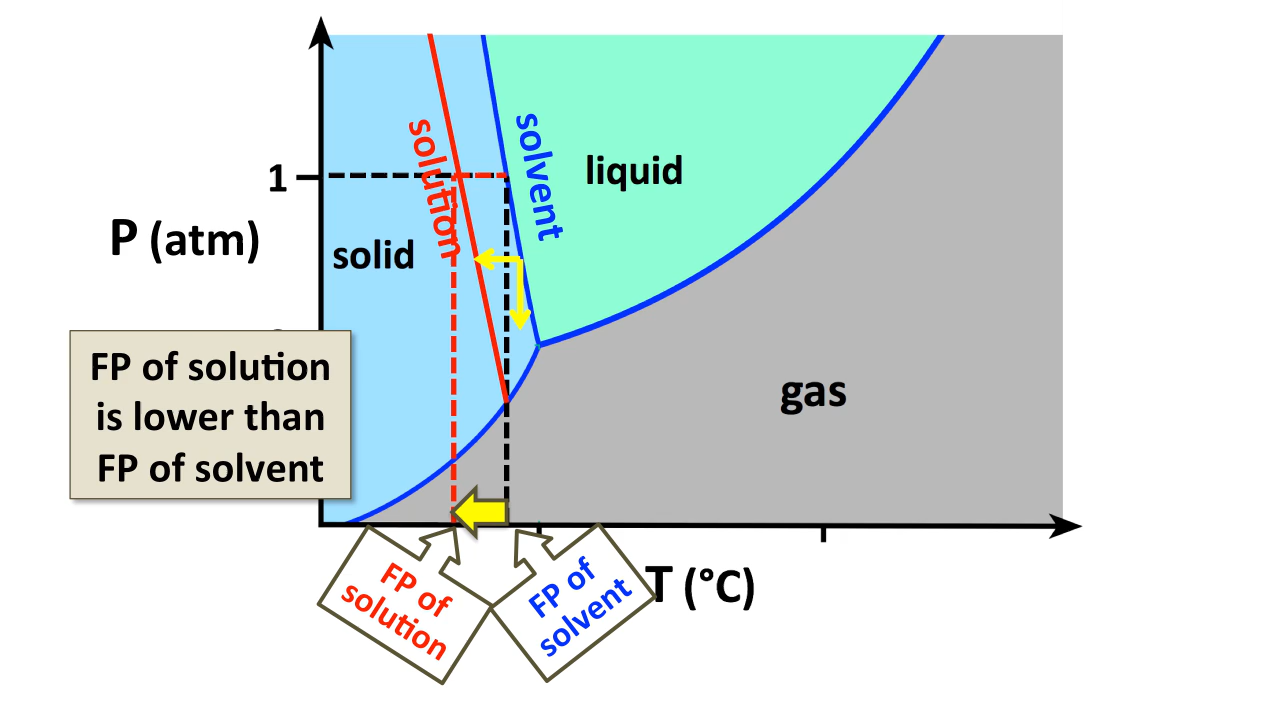 solution
solvent
liquid
1
P (atm)
solid
FP of solution
is lower than
FP of solvent
gas
FP of
solution
FP of
solvent
T (°C)